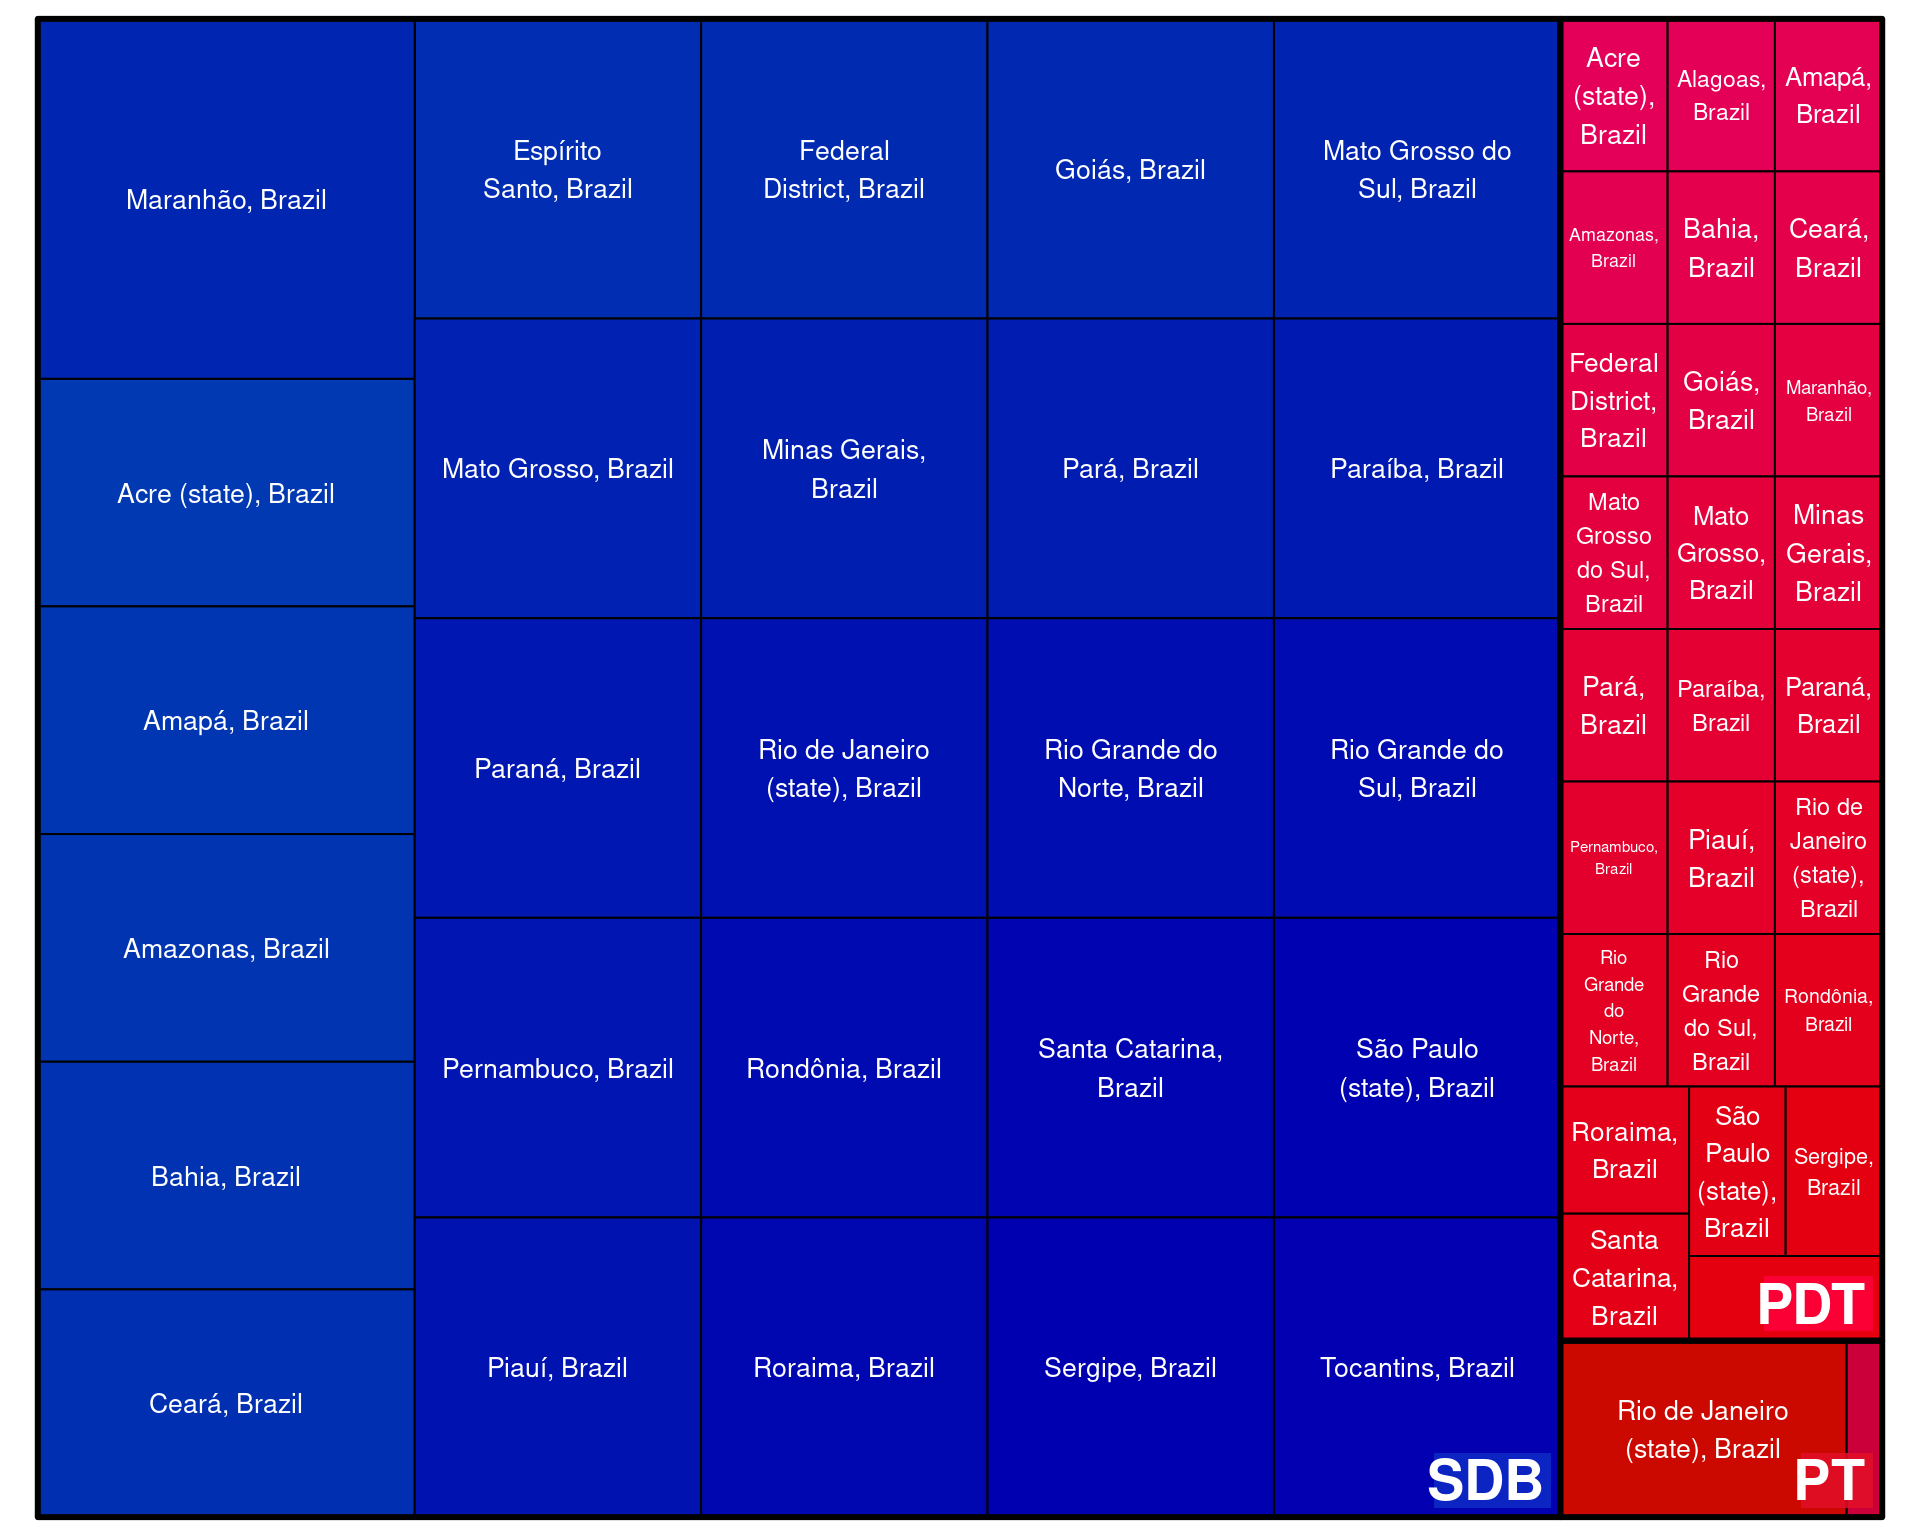 Maranhão, Brazil
Acre (state), Brazil
Amapá, Brazil
Amazonas, Brazil
Bahia, Brazil
Ceará, Brazil
Espírito
Santo, Brazil
Federal
District, Brazil
Goiás, Brazil
Mato Grosso do
Sul, Brazil
Mato Grosso, Brazil
Minas Gerais,
Brazil
Pará, Brazil
Paraíba, Brazil
Paraná, Brazil
Rio de Janeiro
(state), Brazil
Rio Grande do
Norte, Brazil
Rio Grande do
Sul, Brazil
Pernambuco, Brazil
Rondônia, Brazil
Santa Catarina,
Brazil
São Paulo
(state), Brazil
Piauí, Brazil
Roraima, Brazil
Sergipe, Brazil
Tocantins, Brazil
SDB
Acre
(state),
Brazil
Alagoas,
Brazil
Amapá,
Brazil
Amazonas,
Brazil
Bahia,
Brazil
Ceará,
Brazil
Federal
District,
Brazil
Goiás,
Brazil
Maranhão,
Brazil
Mato
Grosso
do Sul,
Brazil
Mato
Grosso,
Brazil
Minas
Gerais,
Brazil
Pará,
Brazil
Paraíba,
Brazil
Paraná,
Brazil
Pernambuco,
Brazil
Piauí,
Brazil
Rio de
Janeiro
(state),
Brazil
Rio
Grande
do
Norte,
Brazil
Rio
Grande
do Sul,
Brazil
Rondônia,
Brazil
Roraima,
Brazil
Santa
Catarina,
Brazil
São
Paulo
(state),
Brazil
Sergipe,
Brazil
PDT
Rio de Janeiro
(state), Brazil
PT